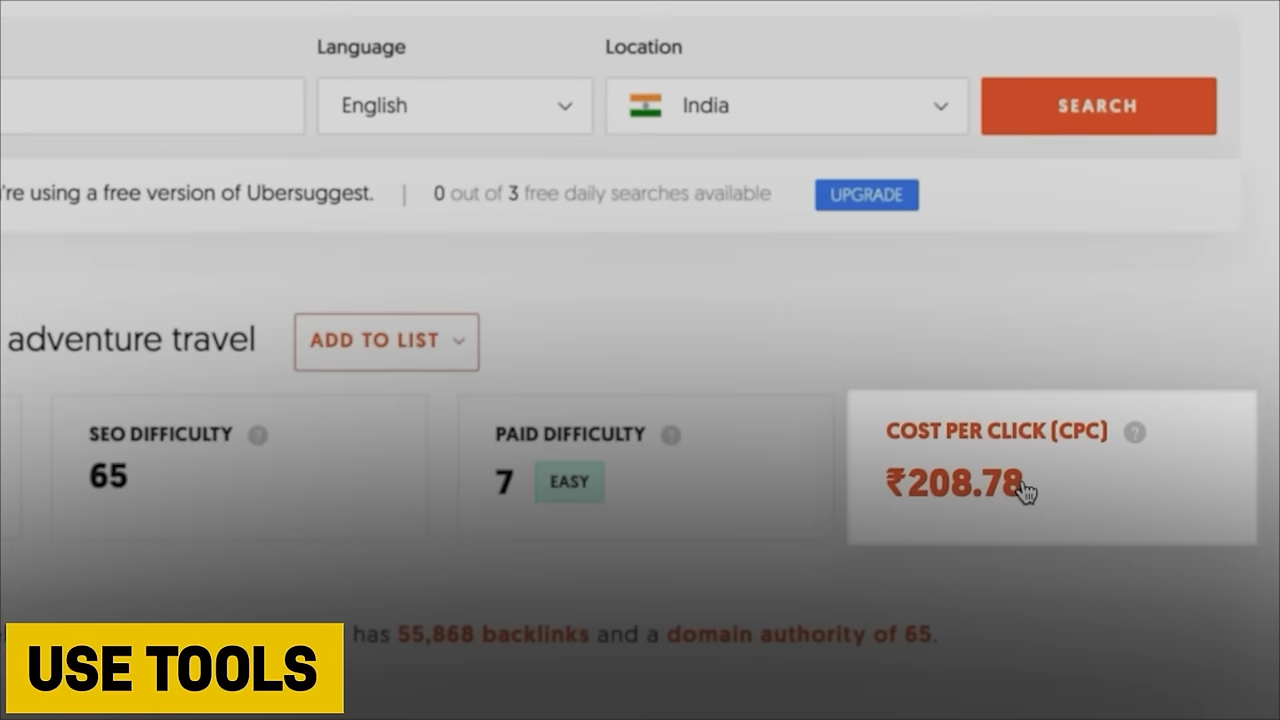 Language
Location
English
India
SEARCH
're using a free version of Ubersuggest. | 0 out of 3 free daily searches available
UPGRADE
adventure travel
ADD TO LIST
SEO DIFFICULTY ?
65
PAID DIFFICULTY ?
7 EASY
COST PER CLICK (CPC) ?
₹208.78
has 55,868 backlinks and a domain authority of 65.
USE TOOLS